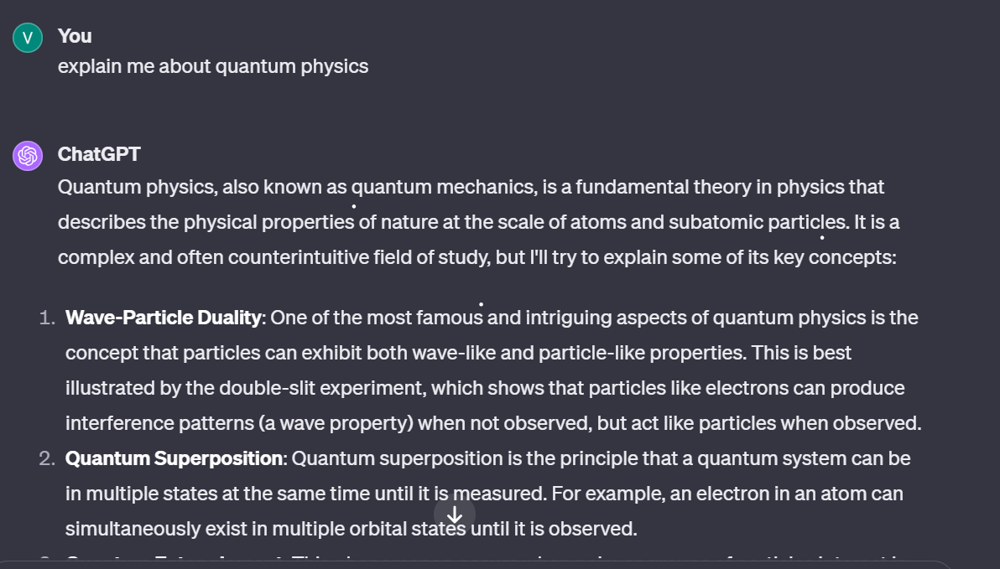 V
You
explain me about quantum physics
ChatGPT
Quantum physics, also known as quantum mechanics, is a fundamental theory in physics that
describes the physical properties of nature at the scale of atoms and subatomic particles. It is a
complex and often counterintuitive field of study, but I'll try to explain some of its key concepts:
1. Wave-Particle Duality: One of the most famous and intriguing aspects of quantum physics is the
concept that particles can exhibit both wave-like and particle-like properties. This is best
illustrated by the double-slit experiment, which shows that particles like electrons can produce
interference patterns (a wave property) when not observed, but act like particles when observed.
2. Quantum Superposition: Quantum superposition is the principle that a quantum system can be
in multiple states at the same time until it is measured. For example, an electron in an atom can
simultaneously exist in multiple orbital states until it is observed.